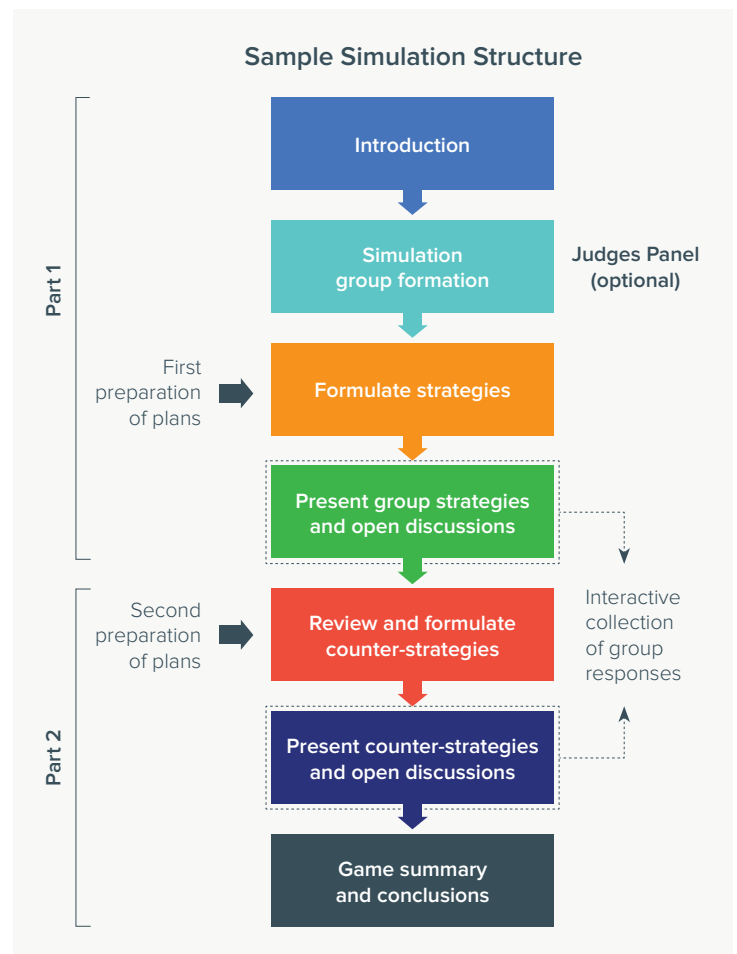 Sample Simulation Structure
Part 1
Introduction
Simulation
group formation
Judges Panel
(optional)
First
preparation
of plans
Formulate strategies
Present group strategies
and open discussions
Part 2
Second
preparation
of plans
Review and formulate
counter-strategies
Interactive
collection
of group
responses
Present counter-strategies
and open discussions
Game summary
and conclusions